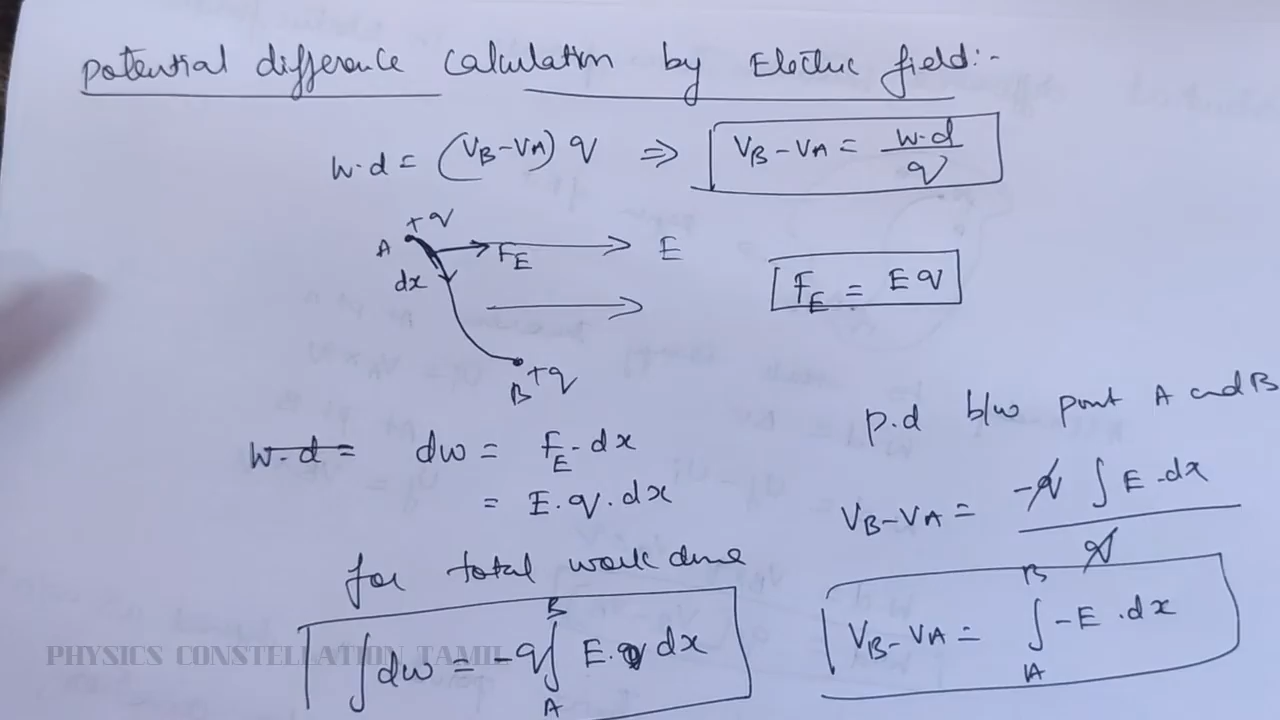 potential difference calculation by Electric field:-
W.d = (VB-VA) q ⇒ VB-VA = W.d / q
+q
A FE E
dx
FE = E q
B +q
p.d b/w point A and B
W.d = dw = FE . dx
= E . q . dx
VB-VA = -q ∫ E . dx / q
for total work done
∫ dw = -q ∫ B A E . q dx
VB-VA = ∫ B A -E . dx
PHYSICS CONSTELLATION TAMIL